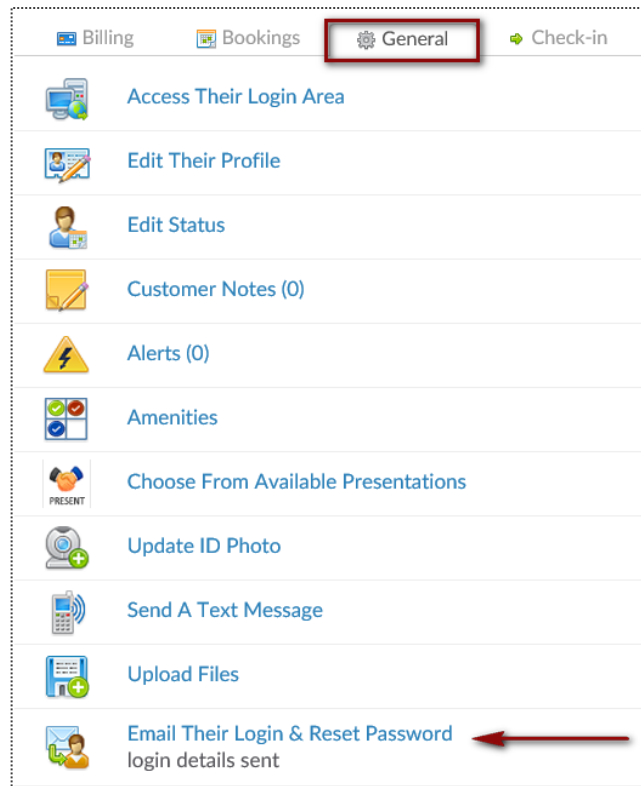 Billing Bookings General Check-in
Access Their Login Area
Edit Their Profile
Edit Status
Customer Notes (0)
Alerts (0)
Amenities
PRESENT Choose From Available Presentations
Update ID Photo
Send A Text Message
Upload Files
Email Their Login & Reset Password
login details sent